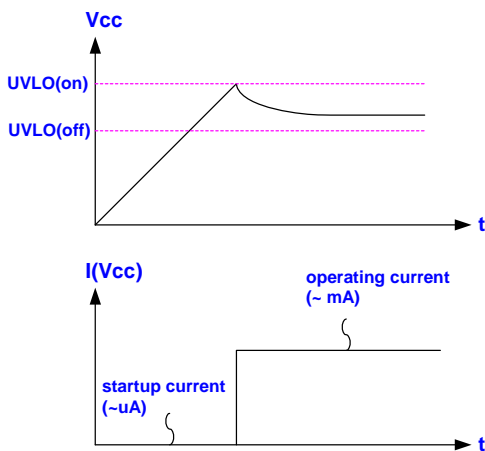 Vcc
UVLO(on)
UVLO(off)
t
I(Vcc)
operating current
(~ mA)
startup current
(~uA)
t